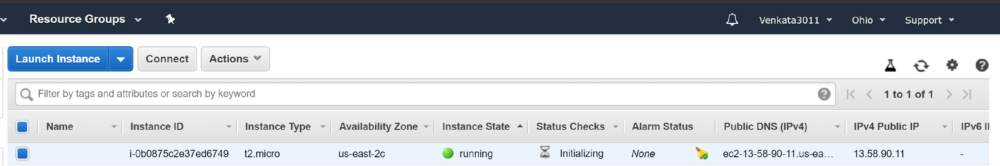 Resource Groups Venkata3011 Ohio Support
Launch Instance Connect Actions
Filter by tags and attributes or search by keyword 1 to 1 of 1
Name Instance ID Instance Type Availability Zone Instance State Status Checks Alarm Status Public DNS (IPv4) IPv4 Public IP IPv6
i-0b0875c2e37ed6749 t2.micro us-east-2c running Initializing None ec2-13-58-90-11.us-ea... 13.58.90.11 -